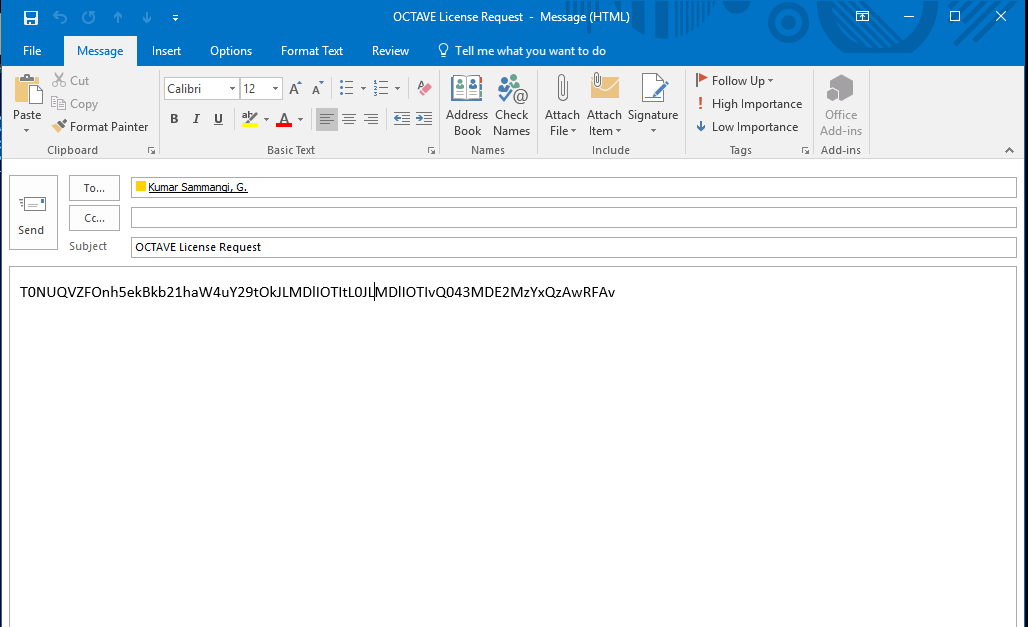 OCTAVE License Request - Message (HTML)
File Message Insert Options Format Text Review Tell me what you want to do
Paste
Cut
Copy
Format Painter
Clipboard
Calibri 12 A A
B I U ab A
Basic Text
Address Book
Check Names
Names
Attach File
Attach Item
Signature
Include
Follow Up
High Importance
Low Importance
Tags
Office Add-ins
Add-ins
Send
To... Kumar Sammanqi, G.
Cc...
Subject OCTAVE License Request
T0NUQVZFOnh5ekBkb21haW4uY29tOkJLMDlIOTItL0JLMDlIOTIvQ043MDE2MzYxQzAwRFAv